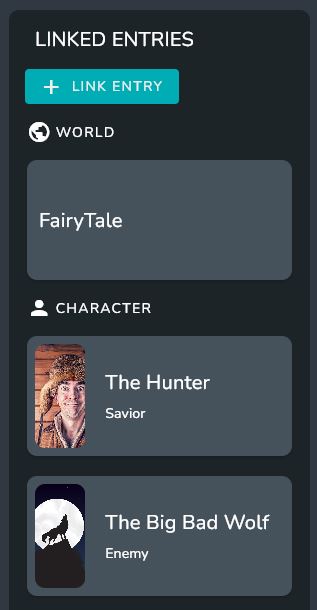 LINKED ENTRIES
+ LINK ENTRY
WORLD
FairyTale
CHARACTER
The Hunter
Savior
The Big Bad Wolf
Enemy